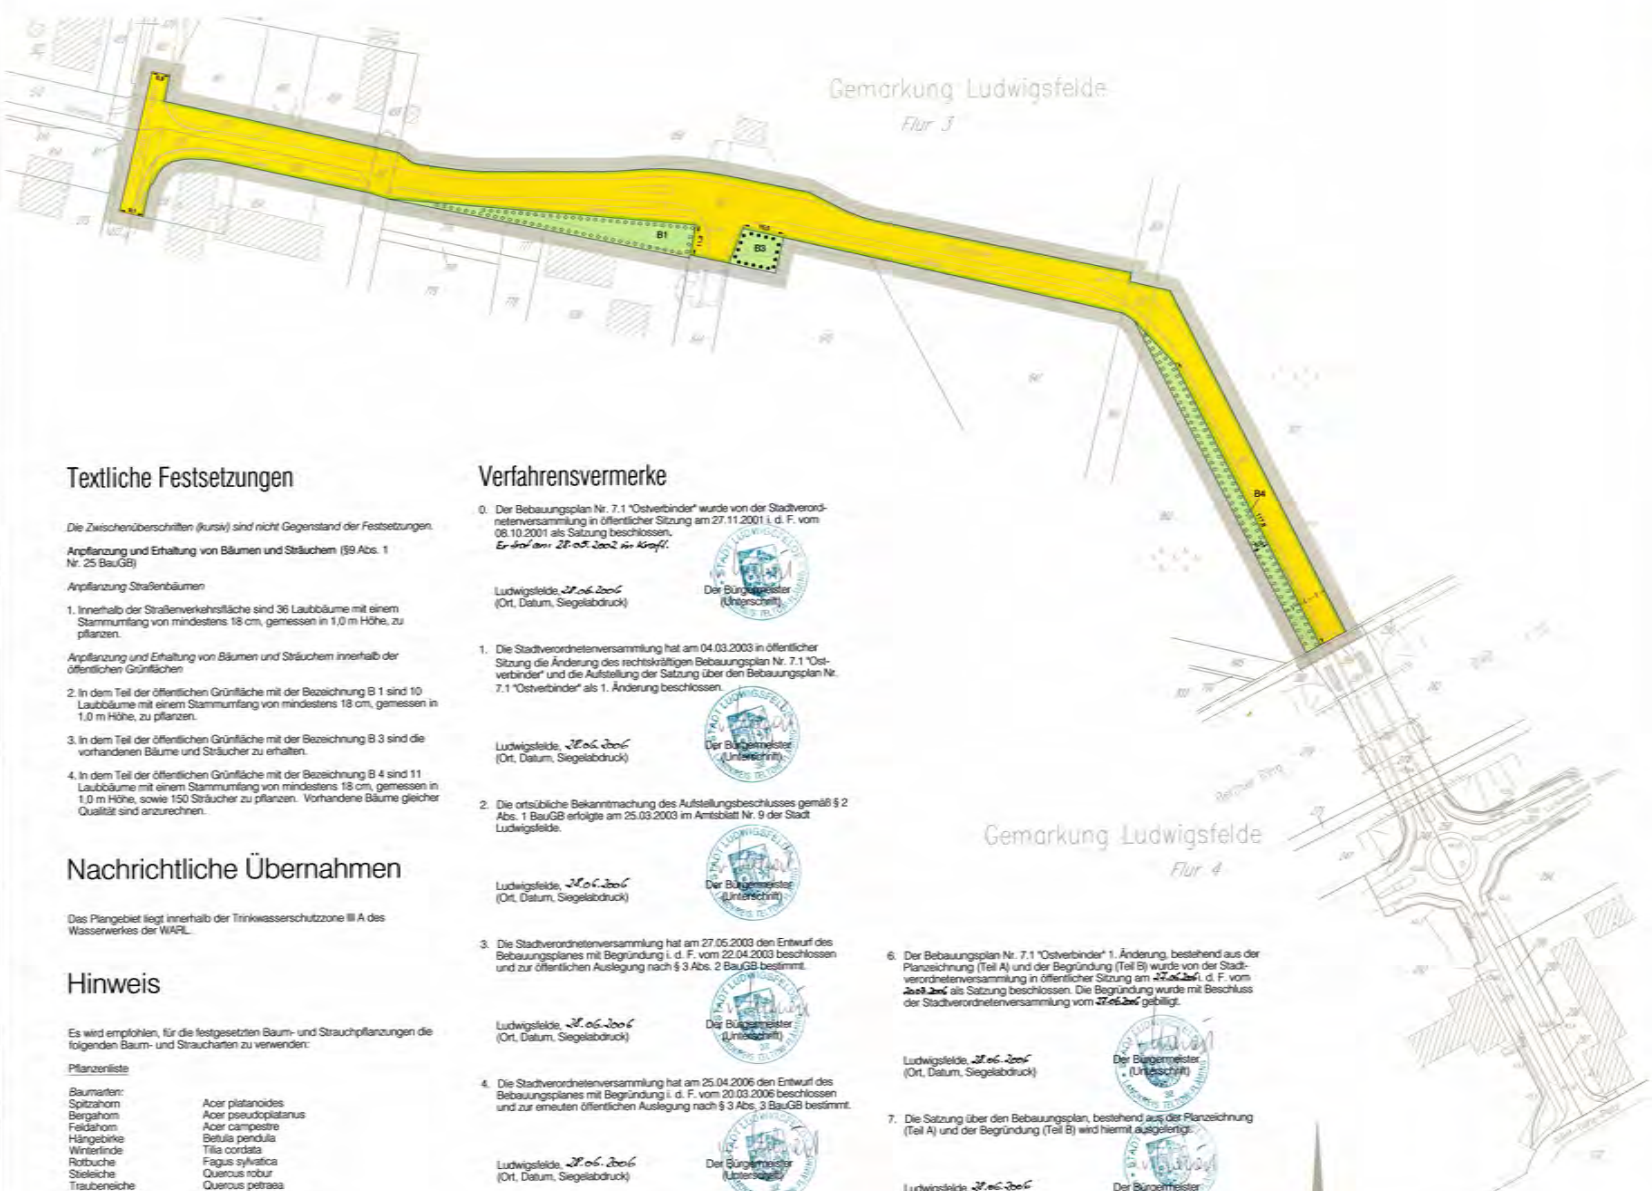 Gemarkung Ludwigsfelde
Flur 3
B1
B3
B4
Textliche Festsetzungen
Die Zwischenüberschriften (kursiv) sind nicht Gegenstand der Festsetzungen.
Anpflanzung und Erhaltung von Bäumen und Sträuchern (§9 Abs. 1
Nr. 25 BauGB)
Anpflanzung Straßenbäumen
1. Innerhalb der Straßenverkehrsfläche sind 36 Laubbäume mit einem
Stammumfang von mindestens 18 cm, gemessen in 1,0 m Höhe, zu
pflanzen.
Anpflanzung und Erhaltung von Bäumen und Sträuchern innerhalb der
öffentlichen Grünflächen
2. In dem Teil der öffentlichen Grünfläche mit der Bezeichnung B 1 sind 10
Laubbäume mit einem Stammumfang von mindestens 18 cm, gemessen in
1,0 m Höhe, zu pflanzen.
3. In dem Teil der öffentlichen Grünfläche mit der Bezeichnung B 3 sind die
vorhandenen Bäume und Sträucher zu erhalten.
4. In dem Teil der öffentlichen Grünfläche mit der Bezeichnung B 4 sind 11
Laubbäume mit einem Stammumfang von mindestens 18 cm, gemessen in
1,0 m Höhe, sowie 150 Sträucher zu pflanzen. Vorhandene Bäume gleicher
Qualität sind anzurechnen.
Nachrichtliche Übernahmen
Das Plangebiet liegt innerhalb der Trinkwasserschutzzone III A des
Wasserwerkes der WARL.
Hinweis
Es wird empfohlen, für die festgesetzten Baum- und Strauchpflanzungen die
folgenden Baum- und Straucharten zu verwenden:
Pflanzenliste
Baumarten:
Spitzahorn Acer platanoides
Bergahorn Acer pseudoplatanus
Feldahorn Acer campestre
Hängebirke Betula pendula
Winterlinde Tilia cordata
Rotbuche Fagus sylvatica
Stieleiche Quercus robur
Traubeneiche Quercus petraea
Verfahrensvermerke
0. Der Bebauungsplan Nr. 7.1 "Ostverbinder" wurde von der Stadtverord-
netenversammlung in öffentlicher Sitzung am 27.11.2001 i. d. F. vom
08.10.2001 als Satzung beschlossen.
Er trat am: 28.05.2002 in Kraft.
Ludwigsfelde, 28.06.2006 Der Bürgermeister
(Ort, Datum, Siegelabdruck) (Unterschrift)
1. Die Stadtverordnetenversammlung hat am 04.03.2003 in öffentlicher
Sitzung die Änderung des rechtskräftigen Bebauungsplan Nr. 7.1 "Ost-
verbinder" und die Aufstellung der Satzung über den Bebauungsplan Nr.
7.1 "Ostverbinder" als 1. Änderung beschlossen.
Ludwigsfelde, 28.06.2006 Der Bürgermeister
(Ort, Datum, Siegelabdruck) (Unterschrift)
2. Die ortsübliche Bekanntmachung des Aufstellungsbeschlusses gemäß § 2
Abs. 1 BauGB erfolgte am 25.03.2003 im Amtsblatt Nr. 9 der Stadt
Ludwigsfelde.
Ludwigsfelde, 28.06.2006 Der Bürgermeister
(Ort, Datum, Siegelabdruck) (Unterschrift)
3. Die Stadtverordnetenversammlung hat am 27.05.2003 den Entwurf des
Bebauungsplanes mit Begründung i. d. F. vom 22.04.2003 beschlossen
und zur öffentlichen Auslegung nach § 3 Abs. 2 BauGB bestimmt.
Ludwigsfelde, 28.06.2006 Der Bürgermeister
(Ort, Datum, Siegelabdruck) (Unterschrift)
4. Die Stadtverordnetenversammlung hat am 25.04.2006 den Entwurf des
Bebauungsplanes mit Begründung i. d. F. vom 20.03.2006 beschlossen
und zur erneuten öffentlichen Auslegung nach § 3 Abs. 3 BauGB bestimmt.
Ludwigsfelde, 28.06.2006 Der Bürgermeister
(Ort, Datum, Siegelabdruck) (Unterschrift)
Gemarkung Ludwigsfelde
Flur 4
6. Der Bebauungsplan Nr. 7.1 "Ostverbinder" 1. Änderung, bestehend aus der
Planzeichnung (Teil A) und der Begründung (Teil B) wurde von der Stadt-
verordnetenversammlung in öffentlicher Sitzung am 27.06.2006 i. d. F. vom
als Satzung beschlossen. Die Begründung wurde mit Beschluss
der Stadtverordnetenversammlung vom 27.06.2006 gebilligt.
Ludwigsfelde, 28.06.2006 Der Bürgermeister
(Ort, Datum, Siegelabdruck) (Unterschrift)
7. Die Satzung über den Bebauungsplan, bestehend aus der Planzeichnung
(Teil A) und der Begründung (Teil B) wird hiermit ausgefertigt.
Ludwigsfelde, 28.06.2006 Der Bürgermeister